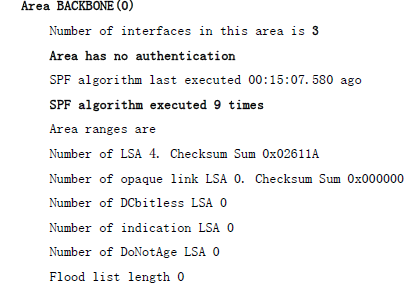 Area BACKBONE(0)
Number of interfaces in this area is 3
Area has no authentication
SPF algorithm last executed 00:15:07.580 ago
SPF algorithm executed 9 times
Area ranges are
Number of LSA 4. Checksum Sum 0x02611A
Number of opaque link LSA 0. Checksum Sum 0x000000
Number of DCbitless LSA 0
Number of indication LSA 0
Number of DoNotAge LSA 0
Flood list length 0